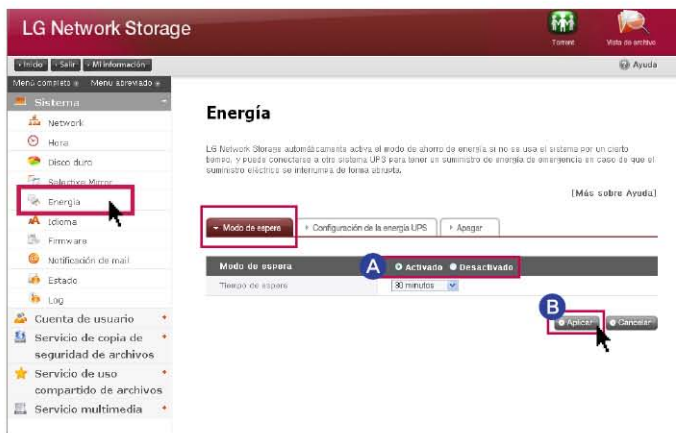 LG Network Storage
Torrent
Vista de archivo
Inicio
Salir
Mi información
Ayuda
Menú completo
Menú abreviado
Sistema
Network
Hora
Disco duro
Selective Mirror
Energía
Idioma
Firmware
Notificación de mail
Estado
Log
Cuenta de usuario
Servicio de copia de
seguridad de archivos
Servicio de uso
compartido de archivos
Servicio multimedia
Energía
LG Network Storage automáticamente activa el modo de ahorro de energía si no se usa el sistema por un cierto
tiempo, y puede conectarse a otro sistema UPS para tener un suministro de energía de emergencia en caso de que el
suministro eléctrico se interrumpa de forma abrupta.
[Más sobre Ayuda]
Modo de espera
Configuración de la energía UPS
Apagar
Modo de espera
A
Activado
Desactivado
Tiempo de espera
30 minutos
B
Aplicar
Cancelar